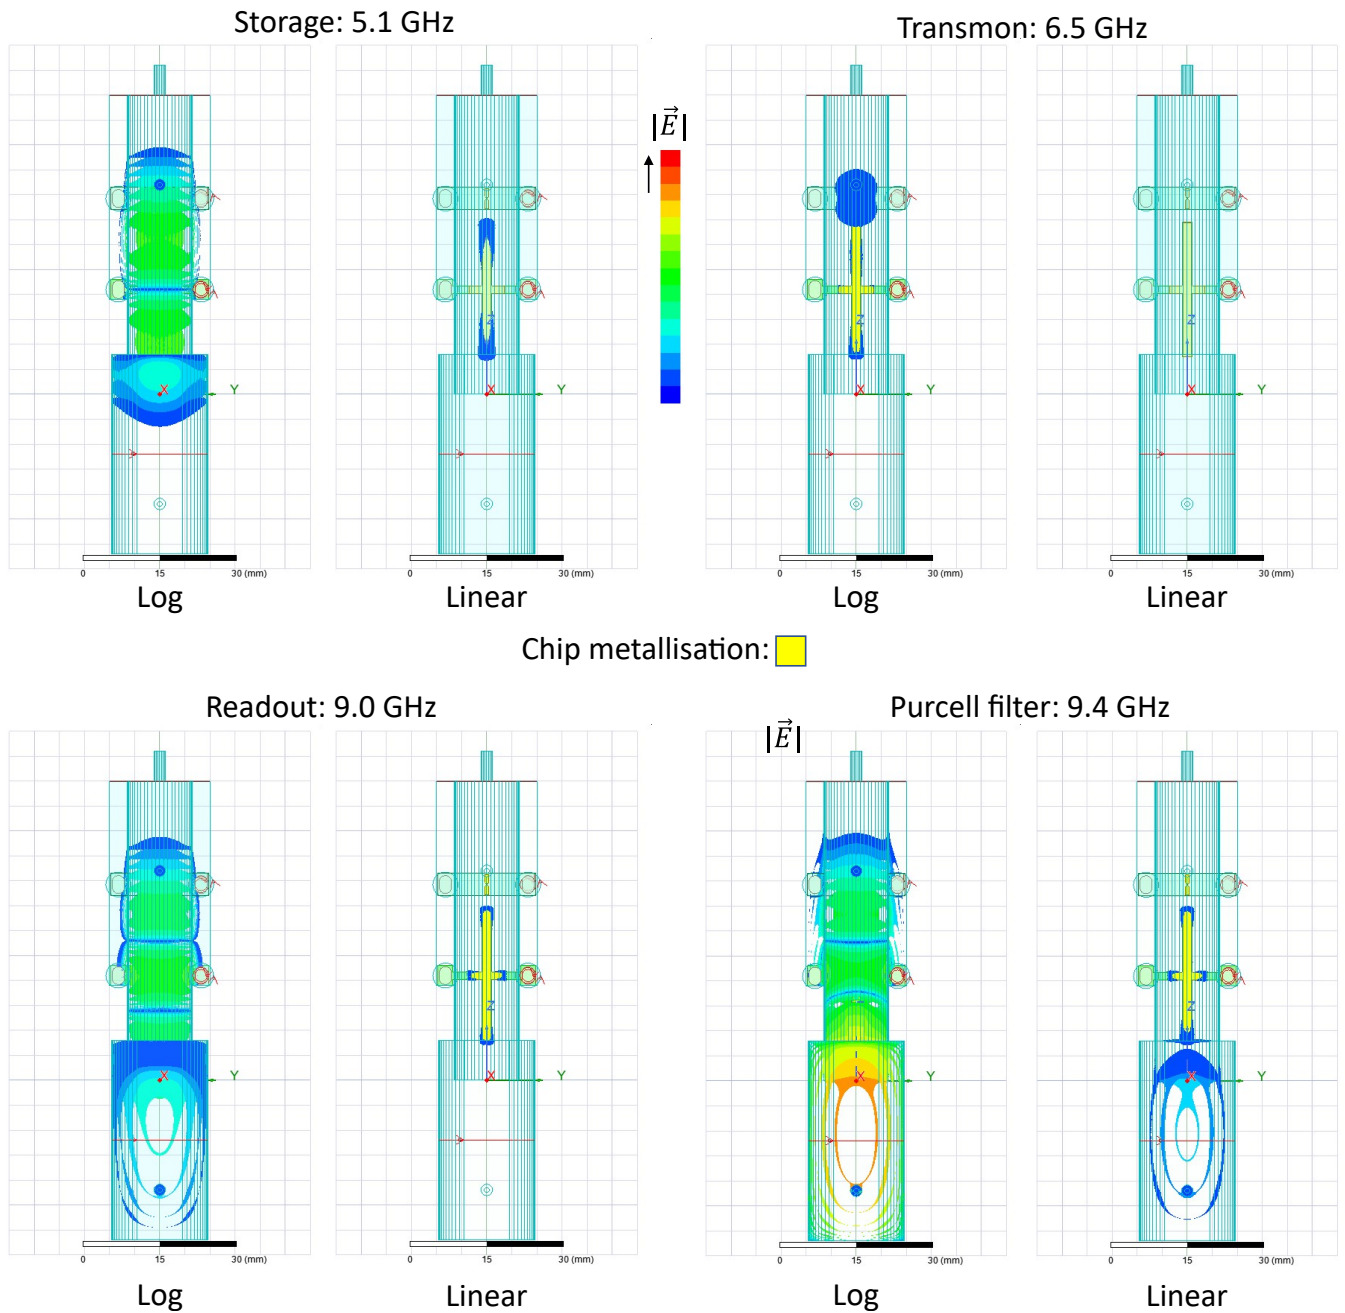 Storage: 5.1 GHz
Transmon: 6.5 GHz
|E⃗|
Z
Z
Z
Z
X
Y
X
Y
X
Y
X
Y
0 15 30 (mm)
0 15 30 (mm)
0 15 30 (mm)
0 15 30 (mm)
Log
Linear
Log
Linear
Chip metallisation:
Readout: 9.0 GHz
Purcell filter: 9.4 GHz
|E⃗|
Z
Z
X
Y
X
Y
X
Y
X
Y
0 15 30 (mm)
0 15 30 (mm)
0 15 30 (mm)
0 15 30 (mm)
Log
Linear
Log
Linear